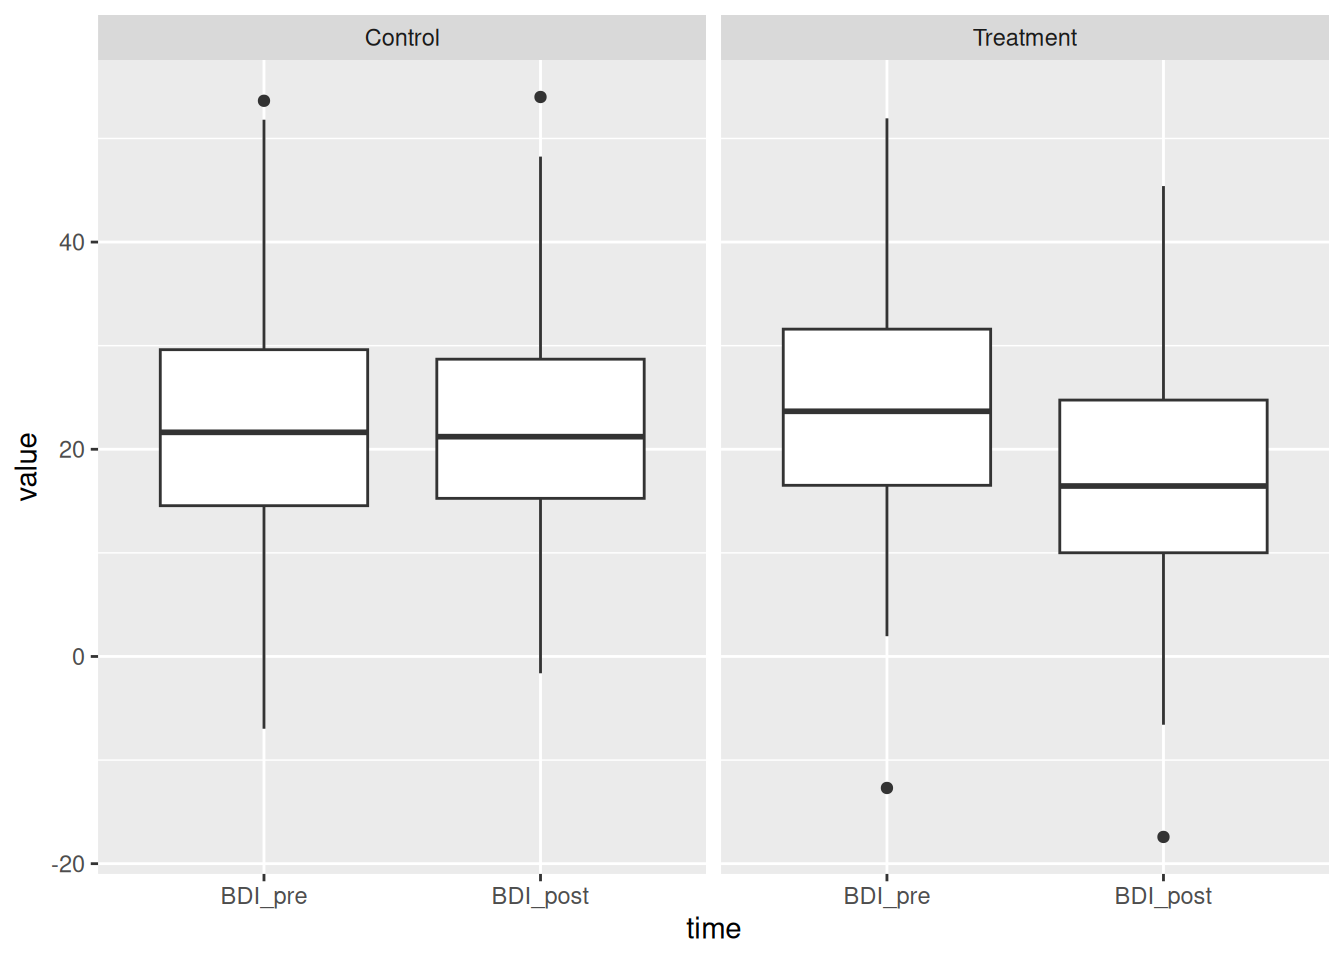 Control
Treatment
40
20
0
-20
value
BDI_pre
BDI_post
BDI_pre
BDI_post
time